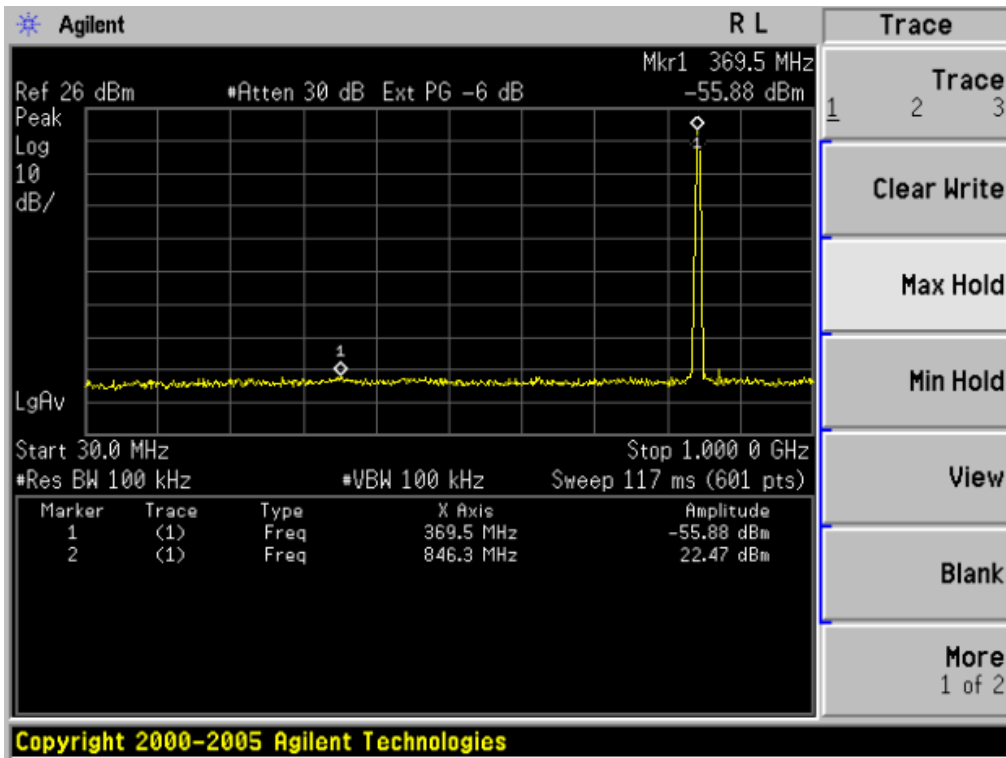 Agilent R L Trace
Mkr1 369.5 MHz
Ref 26 dBm #Atten 30 dB Ext PG -6 dB -55.88 dBm
Peak
Log
10
dB/
1
1
LgAv
Start 30.0 MHz Stop 1.000 0 GHz
#Res BW 100 kHz #VBW 100 kHz Sweep 117 ms (601 pts)
Marker Trace Type X Axis Amplitude
1 (1) Freq 369.5 MHz -55.88 dBm
2 (1) Freq 846.3 MHz 22.47 dBm
Trace
1 2 3
Clear Write
Max Hold
Min Hold
View
Blank
More
1 of 2
Copyright 2000-2005 Agilent Technologies